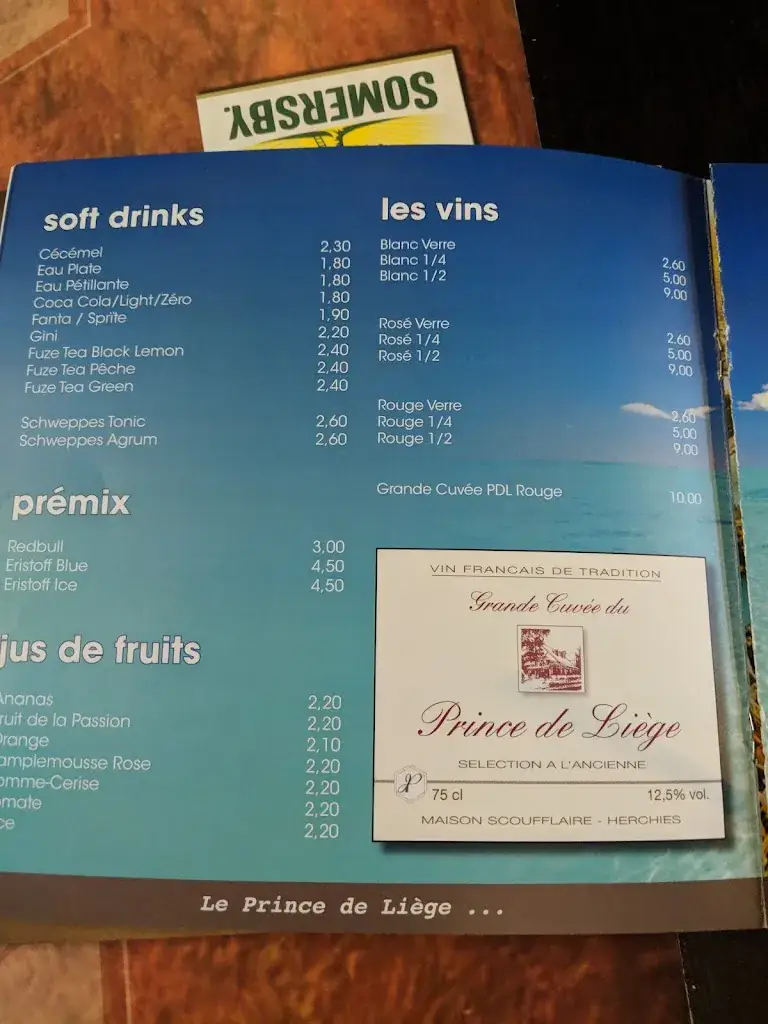 SOMERSBY.
soft drinks
Cécémel 2,30
Eau Plate 1,80
Eau Pétillante 1,80
Coca Cola/Light/Zéro 1,80
Fanta / Sprite 1,90
Gini 2,20
Fuze Tea Black Lemon 2,40
Fuze Tea Pêche 2,40
Fuze Tea Green 2,40
Schweppes Tonic 2,60
Schweppes Agrum 2,60
prémix
Redbull 3,00
Eristoff Blue 4,50
Eristoff Ice 4,50
jus de fruits
Ananas 2,20
ruit de la Passion 2,20
Orange 2,10
amplemousse Rose 2,20
omme-Cerise 2,20
omate 2,20
ce 2,20
les vins
Blanc Verre 2,60
Blanc 1/4 5,00
Blanc 1/2 9,00
Rosé Verre 2,60
Rosé 1/4 5,00
Rosé 1/2 9,00
Rouge Verre 2,60
Rouge 1/4 5,00
Rouge 1/2 9,00
Grande Cuvée PDL Rouge 10,00
VIN FRANCAIS DE TRADITION
Grande Cuvée du
Prince de Liège
SELECTION A L'ANCIENNE
75 cl 12,5% vol.
MAISON SCOUFFLAIRE - HERCHIES
Le Prince de Liège ...